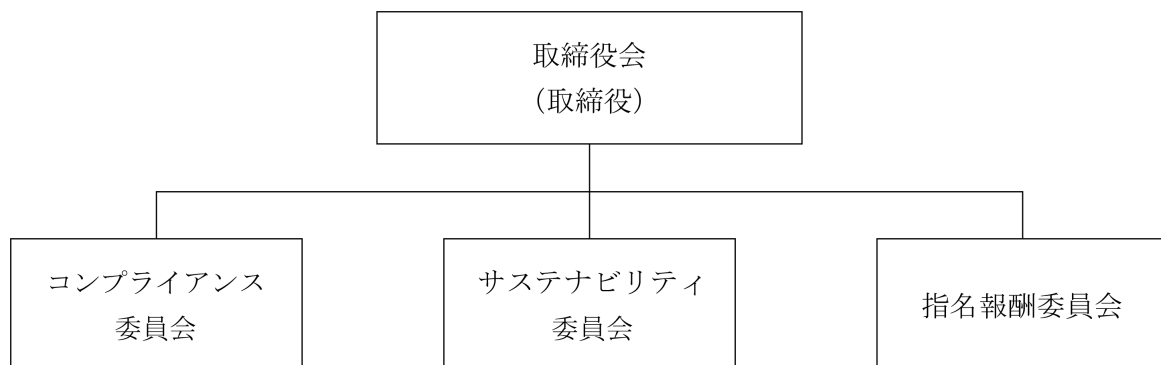 取締役会
（取締役）
コンプライアンス
委員会
サステナビリティ
委員会
指名報酬委員会